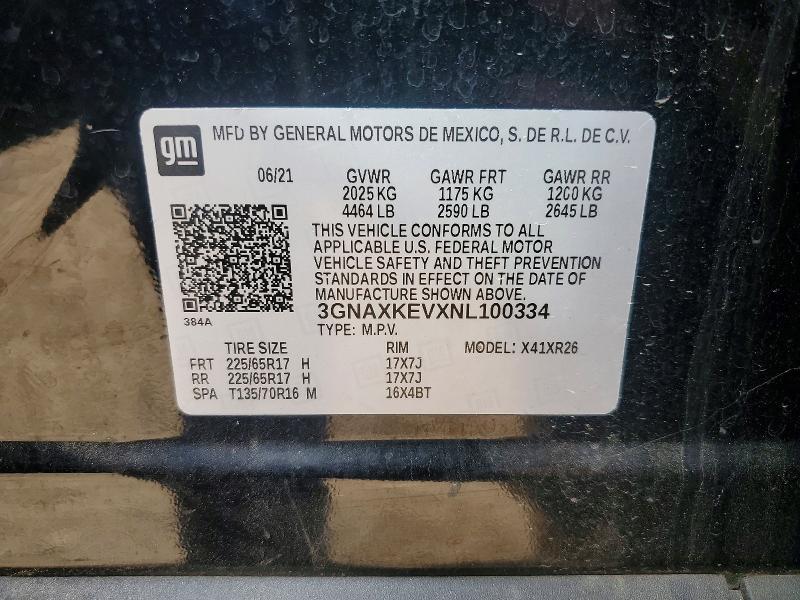 gm MFD BY GENERAL MOTORS DE MEXICO, S. DE R.L. DE C.V.
06/21 GVWR GAWR FRT GAWR RR
2025 KG 1175 KG 1200 KG
4464 LB 2590 LB 2645 LB
THIS VEHICLE CONFORMS TO ALL
APPLICABLE U.S. FEDERAL MOTOR
VEHICLE SAFETY AND THEFT PREVENTION
STANDARDS IN EFFECT ON THE DATE OF
MANUFACTURE SHOWN ABOVE.
3GNAXKEVXNL100334
384A
TYPE: M.P.V.
TIRE SIZE RIM MODEL: X41XR26
FRT 225/65R17 H 17X7J
RR 225/65R17 H 17X7J
SPA T135/70R16 M 16X4BT